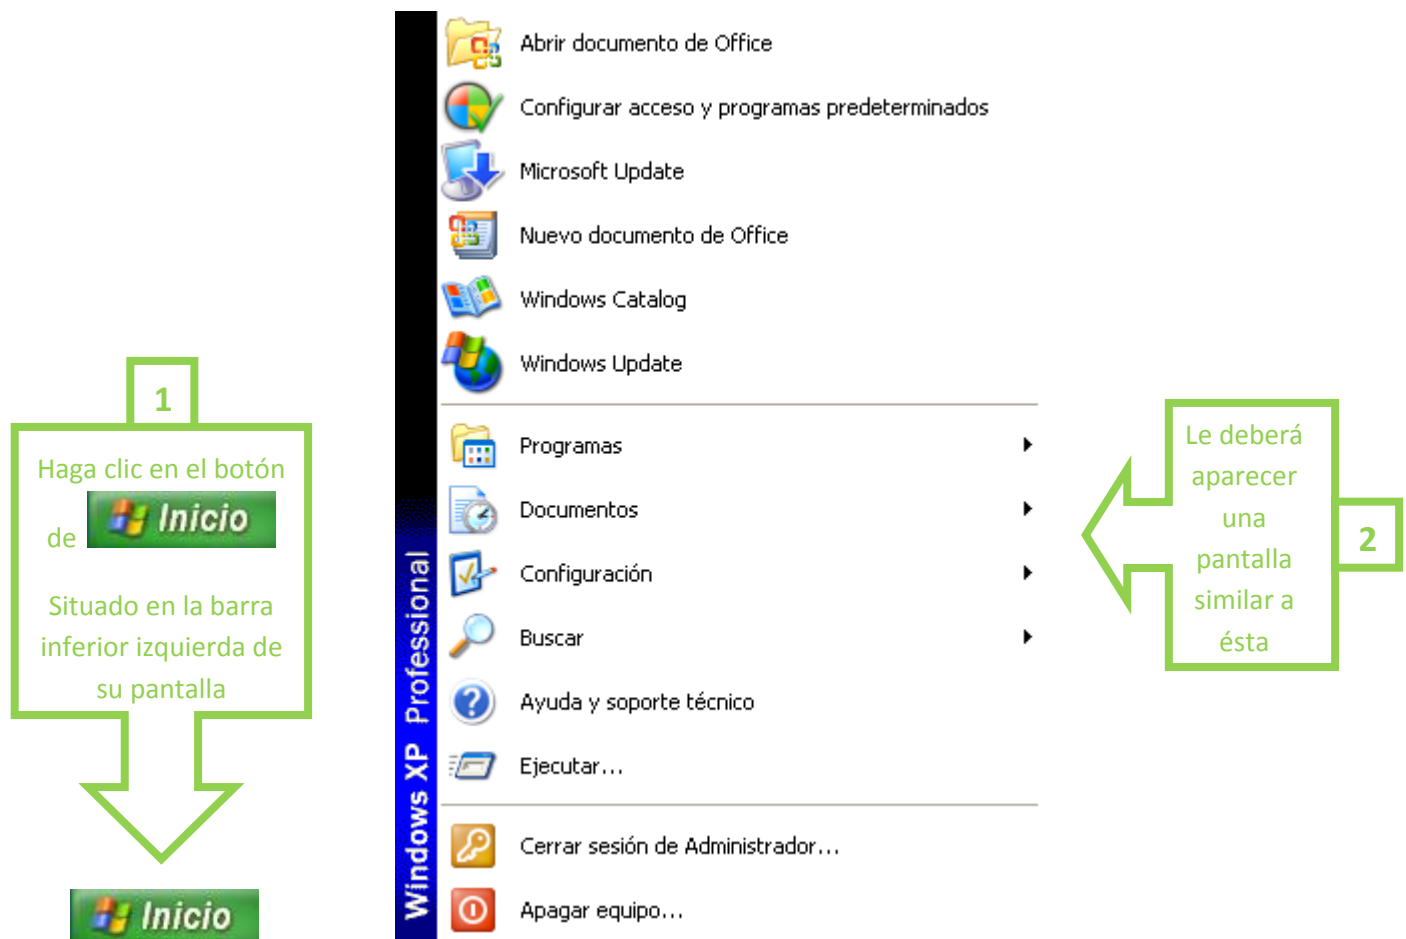 1
Haga clic en el botón
de Inicio
Situado en la barra
inferior izquierda de
su pantalla
Inicio
Abrir documento de Office
Configurar acceso y programas predeterminados
Microsoft Update
Nuevo documento de Office
Windows Catalog
Windows Update
Programas
Documentos
Configuración
Buscar
Ayuda y soporte técnico
Ejecutar...
Cerrar sesión de Administrador...
Apagar equipo...
Windows XP Professional
Le deberá
aparecer
una
pantalla
similar a
ésta
2